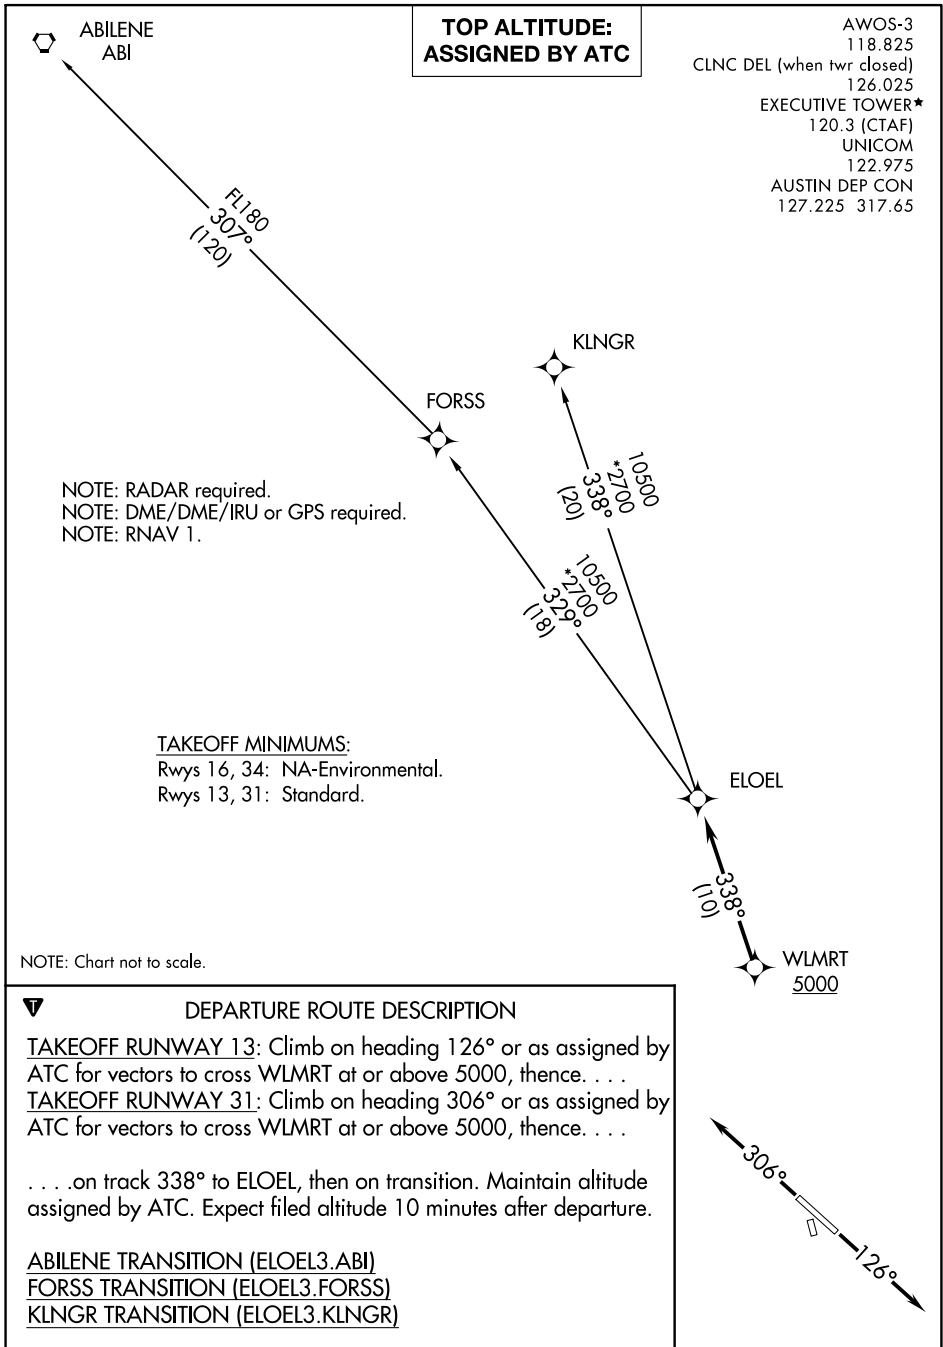 ABILENE
ABI
TOP ALTITUDE:
ASSIGNED BY ATC
AWOS-3
118.825
CLNC DEL (when twr closed)
126.025
EXECUTIVE TOWER★
120.3 (CTAF)
UNICOM
122.975
AUSTIN DEP CON
127.225 317.65
FL180
307°
(120)
KLNGR
FORSS
10500
*2700
338°
(20)
NOTE: RADAR required.
NOTE: DME/DME/IRU or GPS required.
NOTE: RNAV 1.
10500
*2700
329°
(18)
TAKEOFF MINIMUMS:
Rwys 16, 34: NA-Environmental.
Rwys 13, 31: Standard.
ELOEL
338°
(10)
NOTE: Chart not to scale.
WLMRT
5000
T
DEPARTURE ROUTE DESCRIPTION
TAKEOFF RUNWAY 13: Climb on heading 126° or as assigned by
ATC for vectors to cross WLMRT at or above 5000, thence. . . .
TAKEOFF RUNWAY 31: Climb on heading 306° or as assigned by
ATC for vectors to cross WLMRT at or above 5000, thence. . . .
. . . .on track 338° to ELOEL, then on transition. Maintain altitude
assigned by ATC. Expect filed altitude 10 minutes after departure.
ABILENE TRANSITION (ELOEL3.ABI)
FORSS TRANSITION (ELOEL3.FORSS)
KLNGR TRANSITION (ELOEL3.KLNGR)
306°
126°